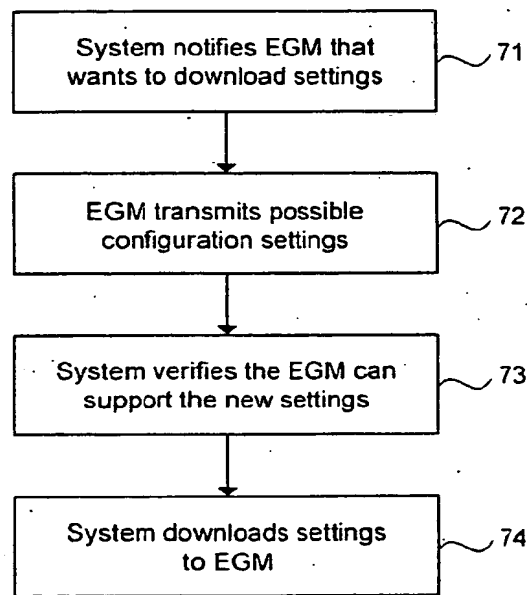 System notifies EGM that
wants to download settings
71
EGM transmits possible
configuration settings
72
System verifies the EGM can
support the new settings
73
System downloads settings
to EGM
74